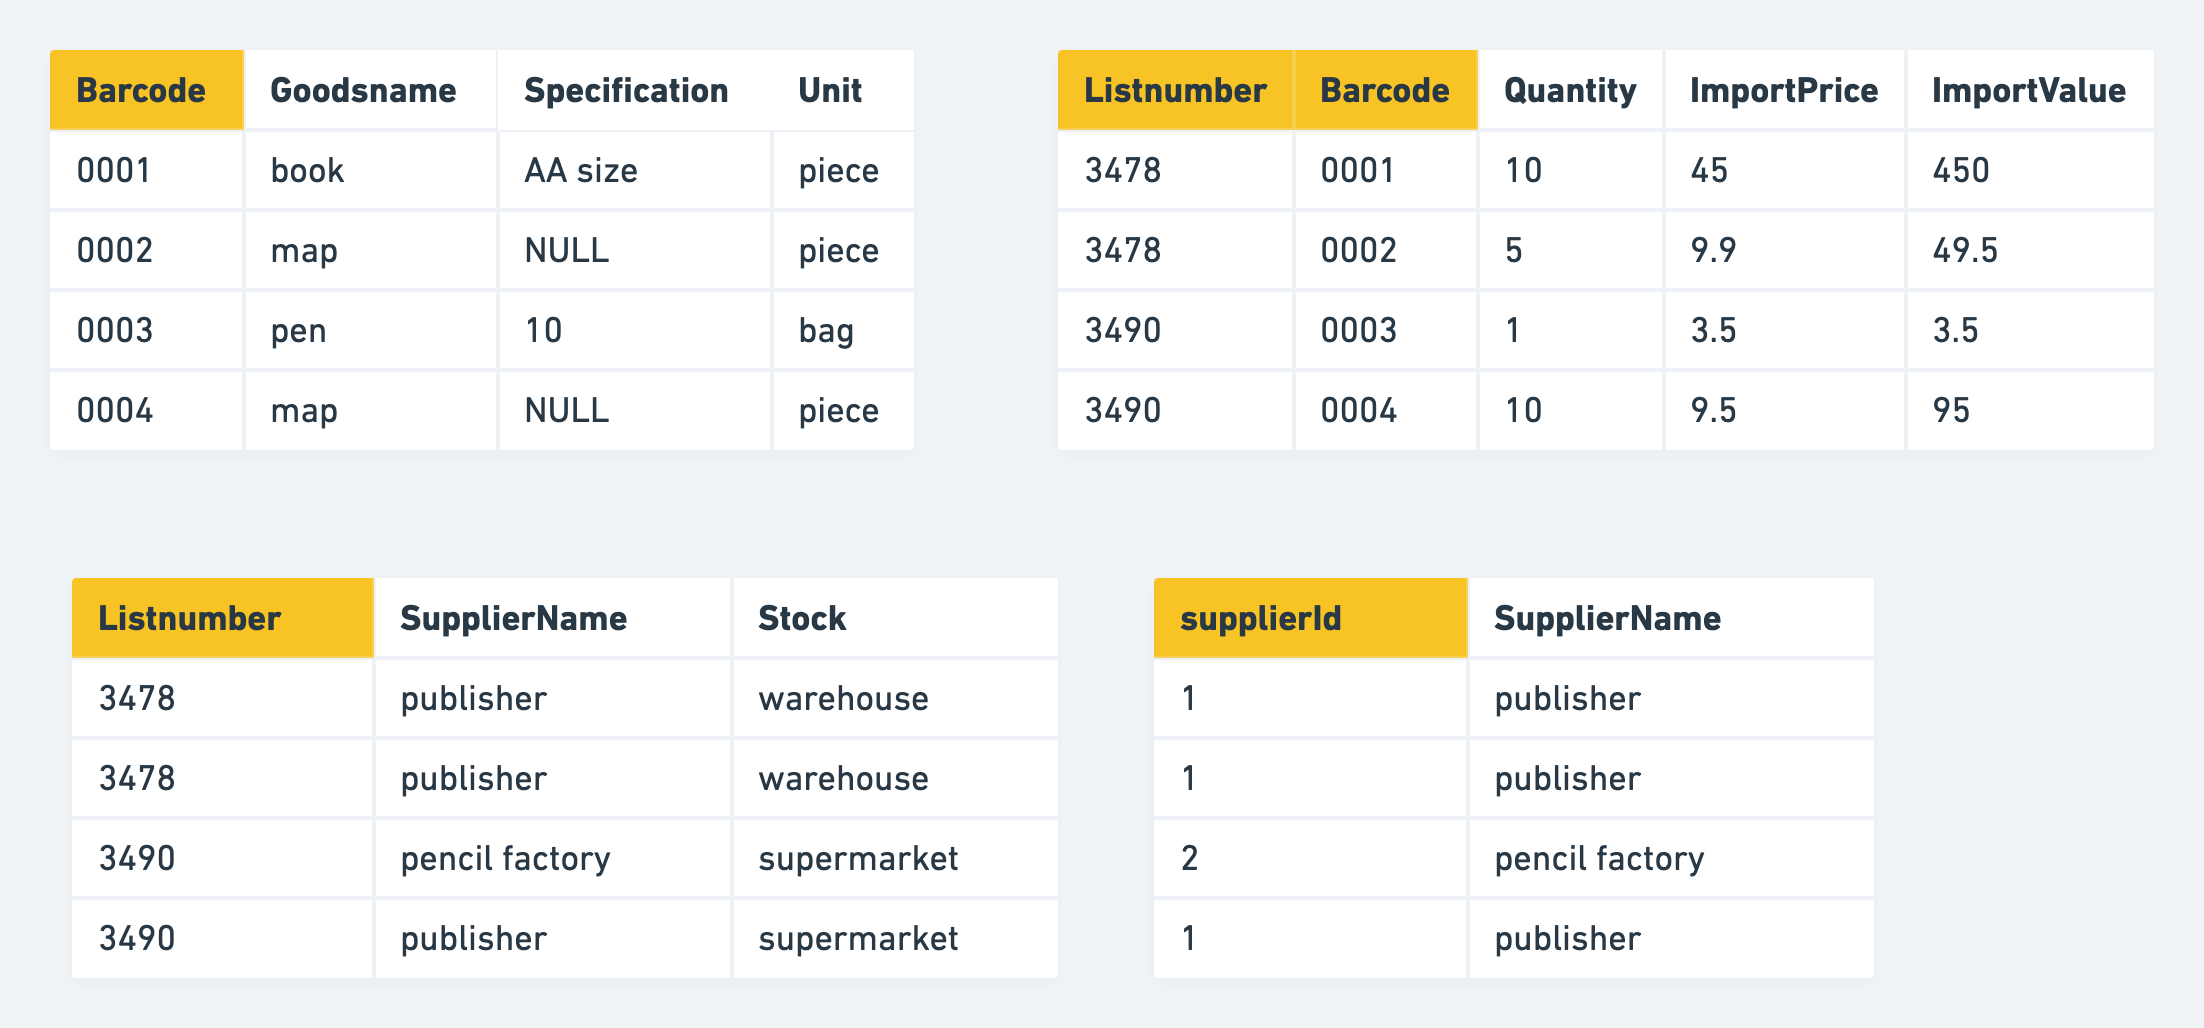 Barcode Goodsname Specification Unit
0001 book AA size piece
0002 map NULL piece
0003 pen 10 bag
0004 map NULL piece
Listnumber Barcode Quantity ImportPrice ImportValue
3478 0001 10 45 450
3478 0002 5 9.9 49.5
3490 0003 1 3.5 3.5
3490 0004 10 9.5 95
Listnumber SupplierName Stock
3478 publisher warehouse
3478 publisher warehouse
3490 pencil factory supermarket
3490 publisher supermarket
supplierId SupplierName
1 publisher
1 publisher
2 pencil factory
1 publisher